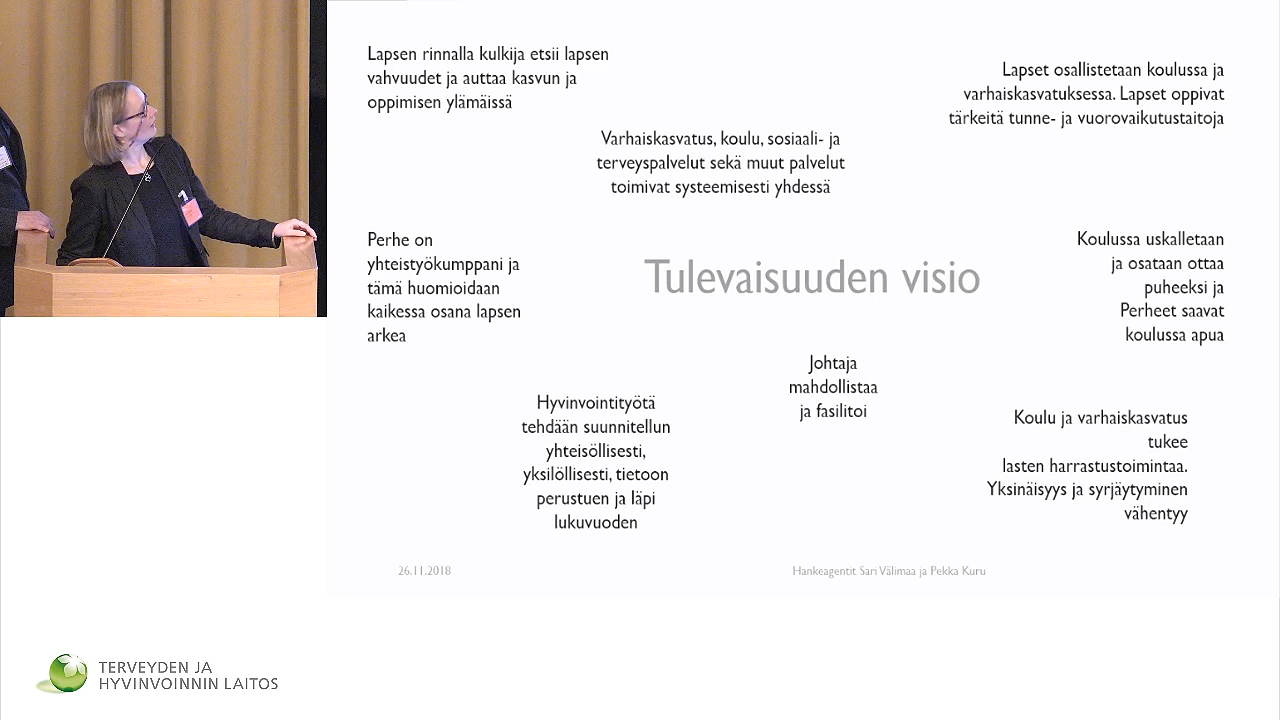 Lapsen rinnalla kulkija etsii lapsen
vahvuudet ja auttaa kasvun ja
oppimisen ylämäissä
Lapset osallistetaan koulussa ja
varhaiskasvatuksessa. Lapset oppivat
tärkeitä tunne- ja vuorovaikutustaitoja
Varhaiskasvatus, koulu, sosiaali- ja
terveyspalvelut sekä muut palvelut
toimivat systeemisesti yhdessä
Perhe on
yhteistyökumppani ja
tämä huomioidaan
kaikessa osana lapsen
arkea
Tulevaisuuden visio
Koulussa uskalletaan
ja osataan ottaa
puheeksi ja
Perheet saavat
koulussa apua
Johtaja
mahdollistaa
ja fasilitoi
Hyvinvointityötä
tehdään suunnitellun
yhteisöllisesti,
yksilöllisesti, tietoon
perustuen ja läpi
lukuvuoden
Koulu ja varhaiskasvatus
tukee
lasten harrastustoimintaa.
Yksinäisyys ja syrjäytyminen
vähentyy
26.11.2018
Hankeagentit Sari Välimaa ja Pekka Kuru
TERVEYDEN JA
HYVINVOINNIN LAITOS